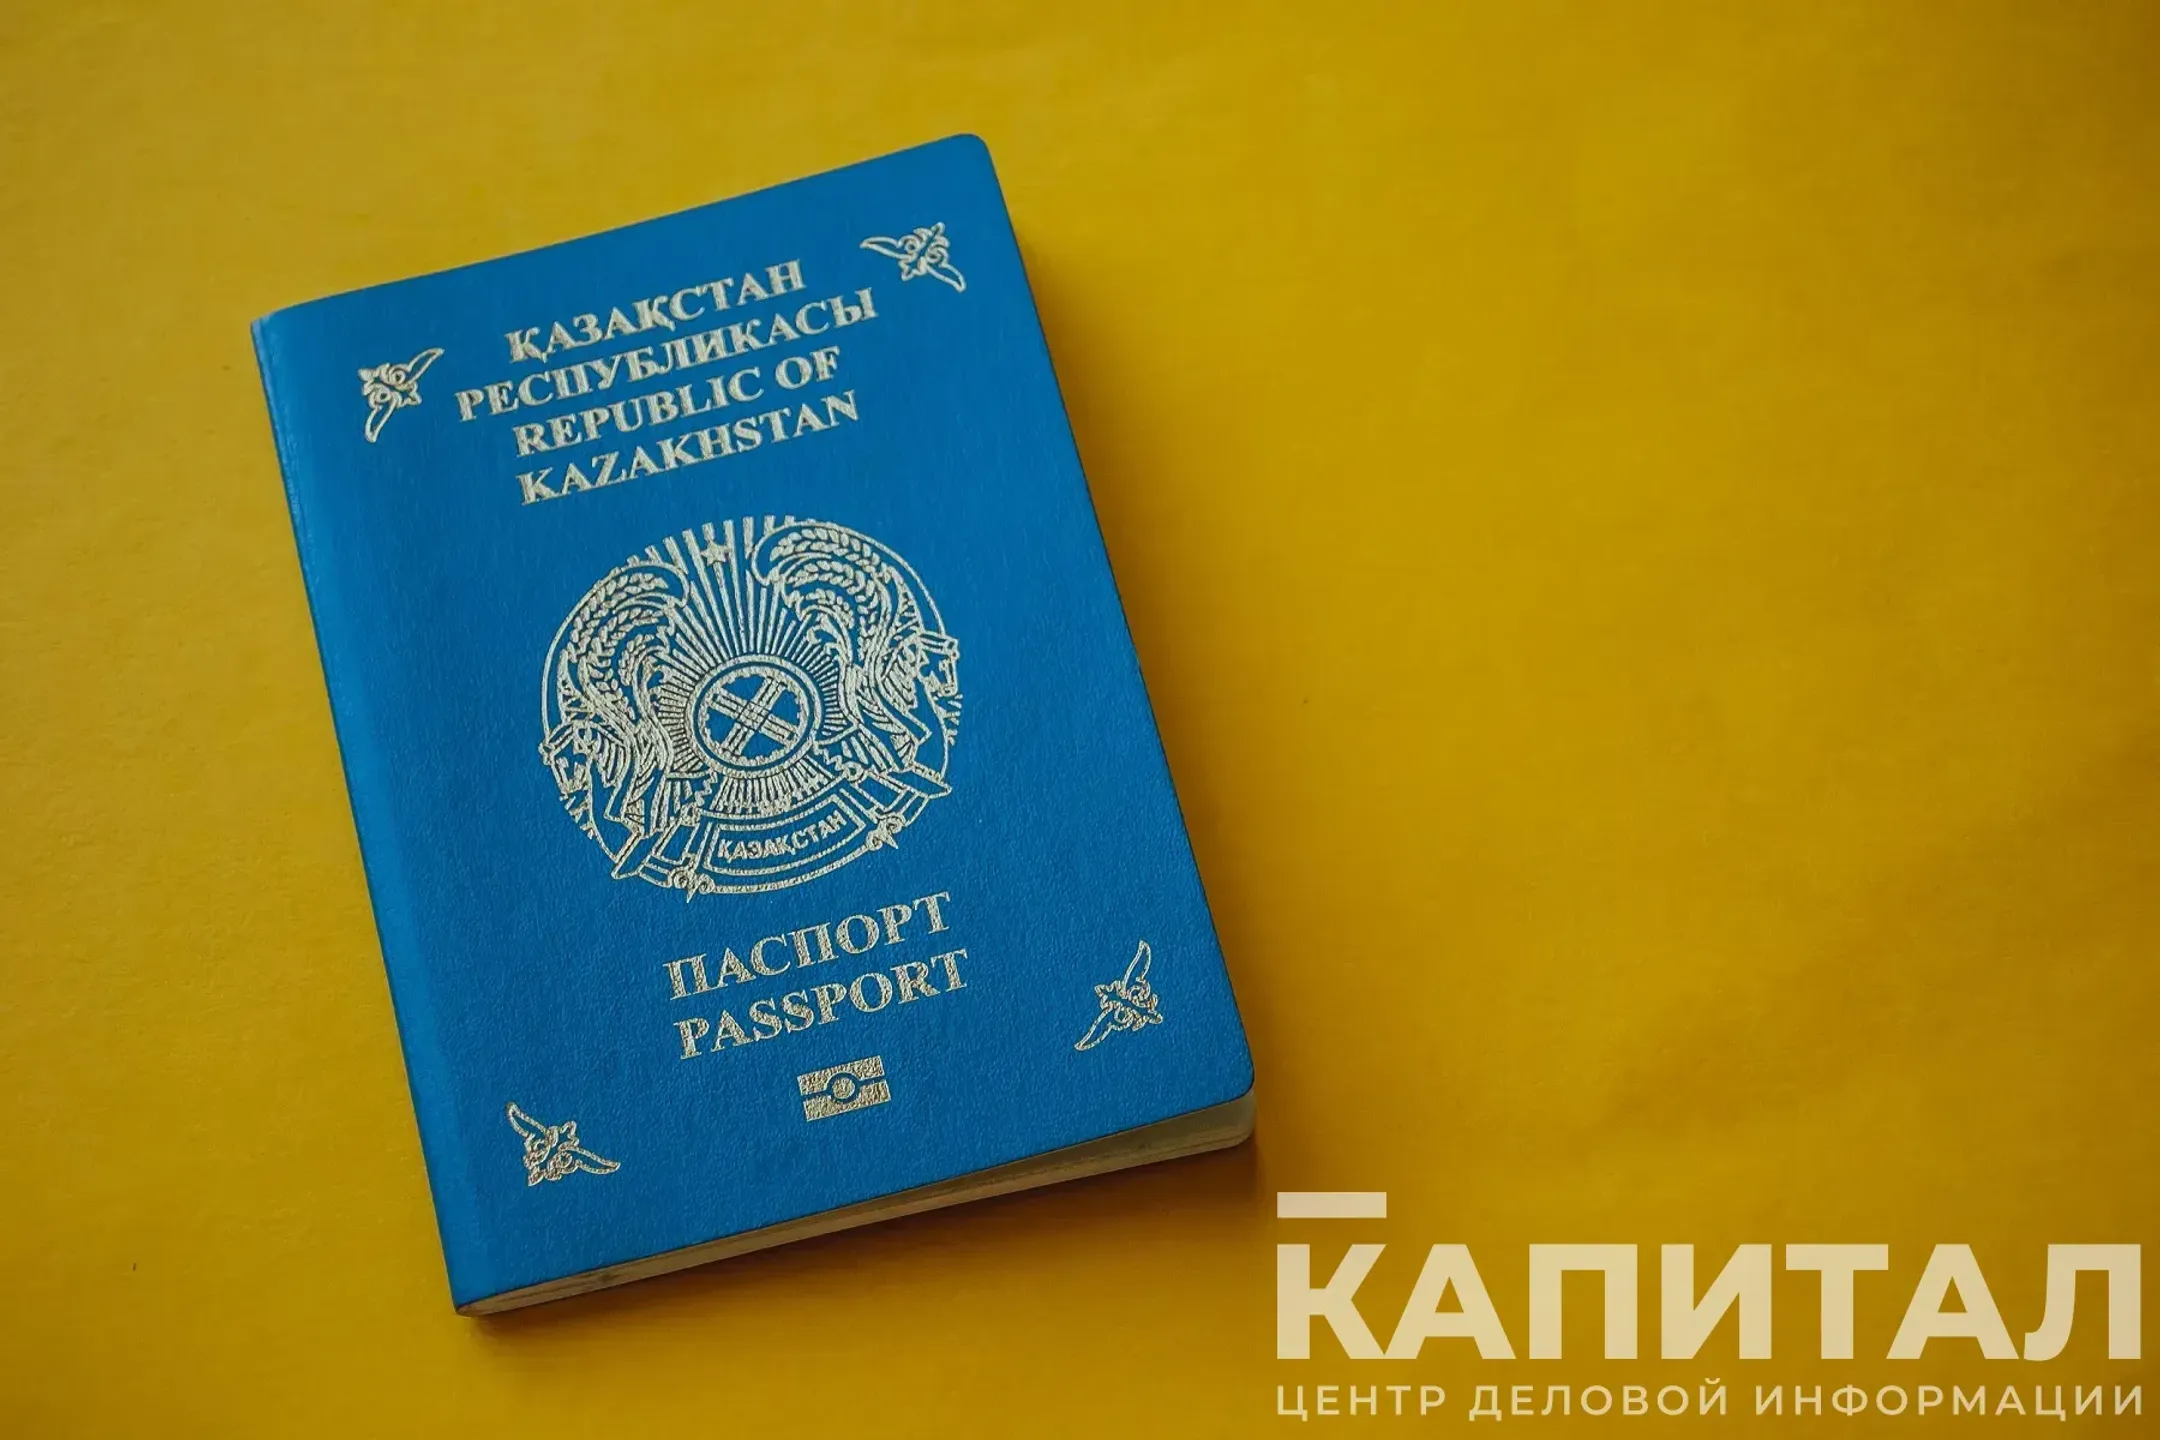 ҚАЗАҚСТАН
РЕСПУБЛИКАСЫ
REPUBLIC OF
KAZAKHSTAN
ҚАЗАҚСТАН
ПАСПОРТ
PASSPORT
КАПИТАЛ
ЦЕНТР ДЕЛОВОЙ ИНФОРМАЦИИ